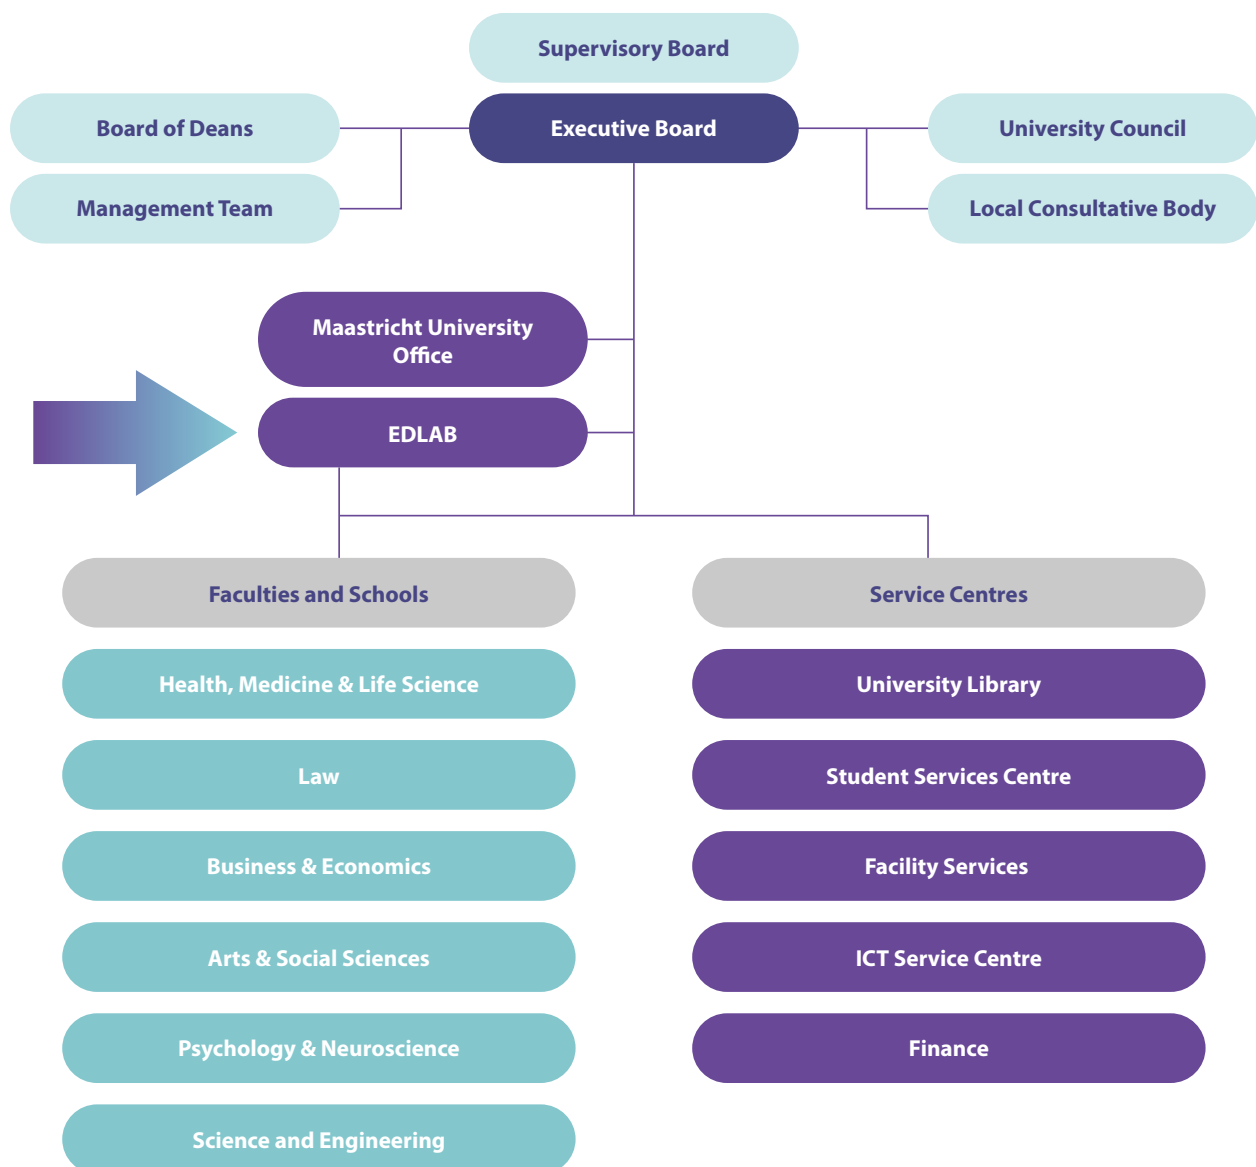 Supervisory Board
Board of Deans
Executive Board
University Council
Management Team
Local Consultative Body
Maastricht University
Office
EDLAB
Faculties and Schools
Service Centres
Health, Medicine & Life Science
University Library
Law
Student Services Centre
Business & Economics
Facility Services
Arts & Social Sciences
ICT Service Centre
Psychology & Neuroscience
Finance
Science and Engineering